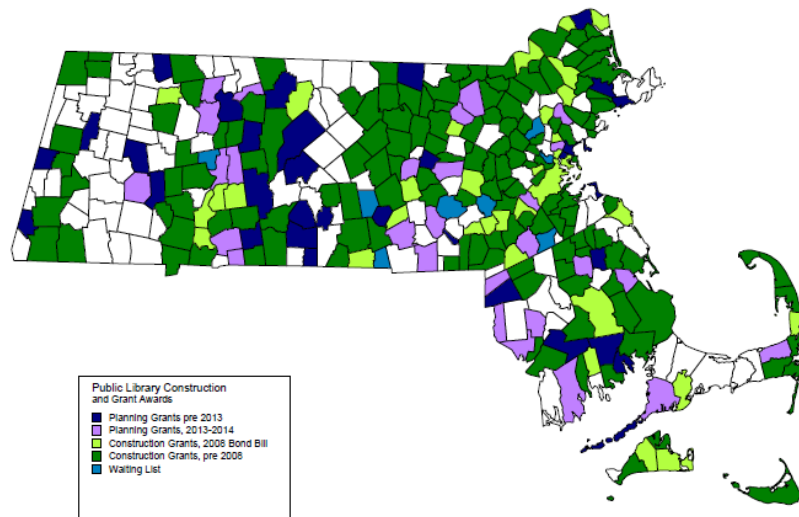 Public Library Construction
and Grant Awards
Planning Grants pre 2013
Planning Grants, 2013-2014
Construction Grants, 2008 Bond Bill
Construction Grants, pre 2008
Waiting List